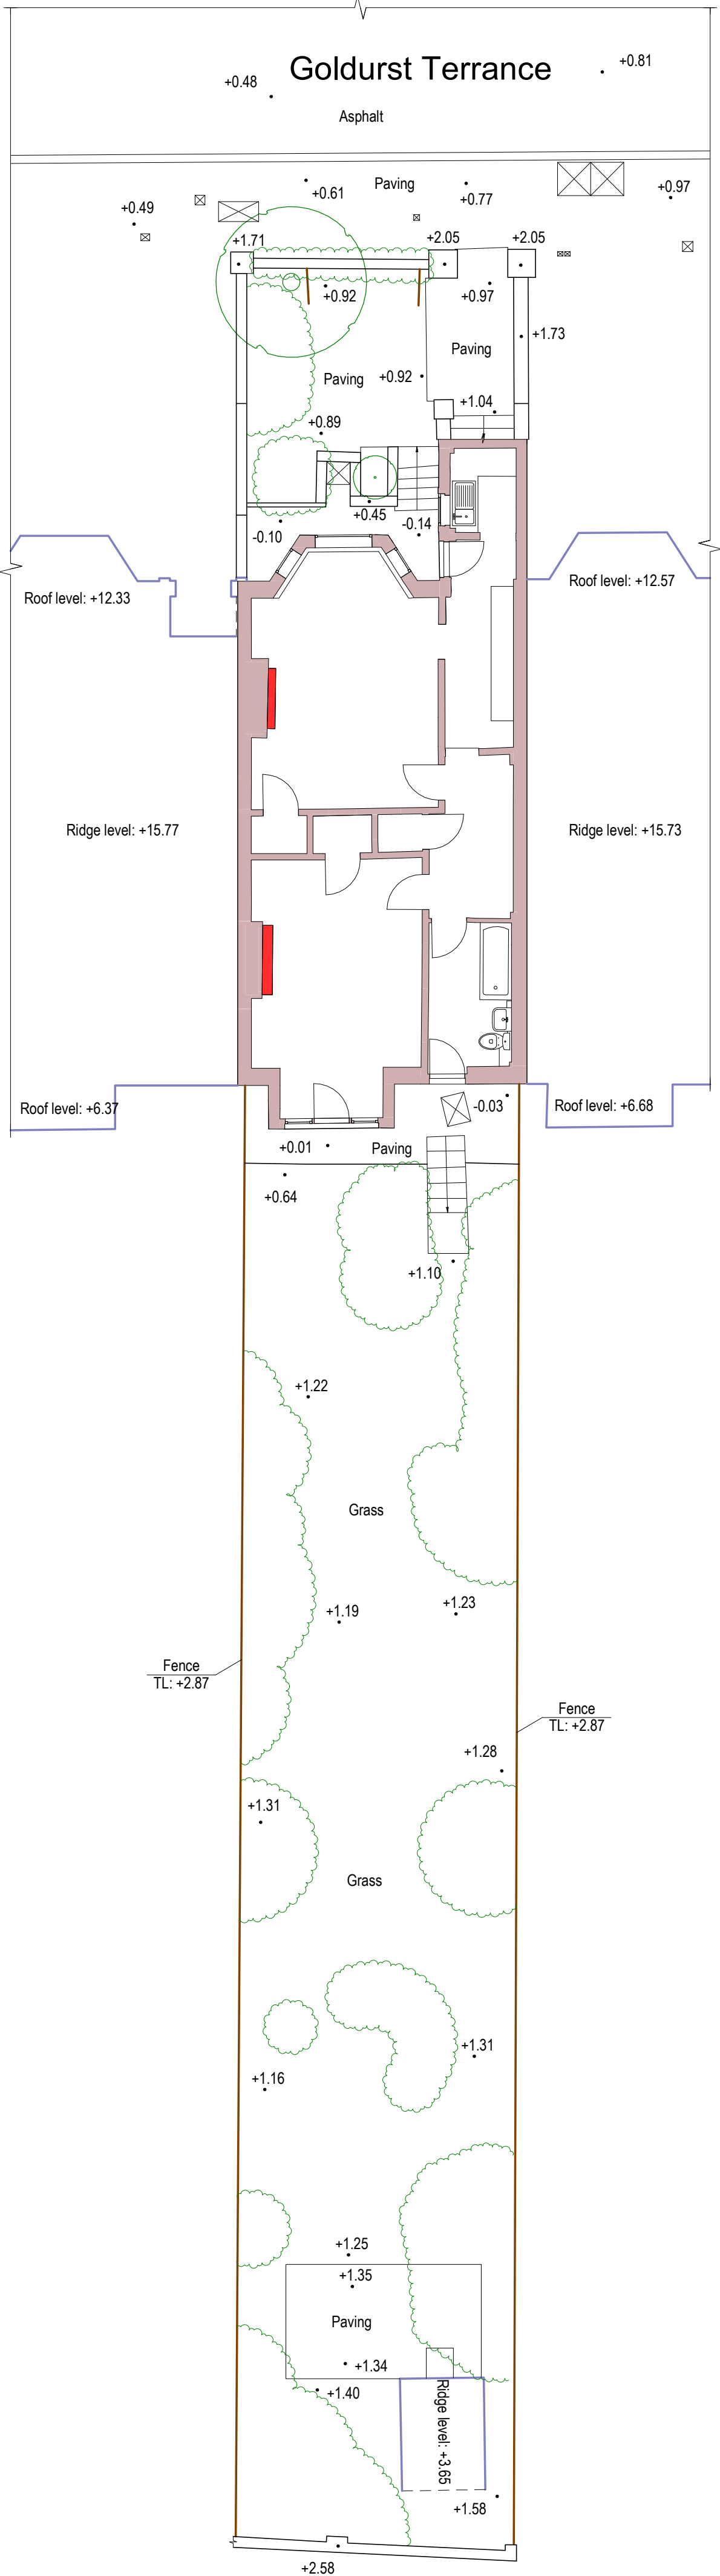 +0.81
Goldurst Terrance
+0.48
Asphalt
Paving
+0.61
+0.77
+0.97
+0.49
+1.71
+2.05
+2.05
+0.92
+0.97
+1.73
Paving
Paving
+0.92
+1.04
+0.89
+0.45
-0.10
-0.14
Roof level: +12.33
Roof level: +12.57
Ridge level: +15.77
Ridge level: +15.73
Roof level: +6.37
-0.03
Roof level: +6.68
+0.01
Paving
+0.64
+1.10
+1.22
Grass
+1.19
+1.23
Fence
TL: +2.87
Fence
TL: +2.87
+1.28
+1.31
Grass
+1.31
+1.16
+1.25
+1.35
Paving
+1.34
+1.40
Ridge level: +3.65
+1.58
+2.58